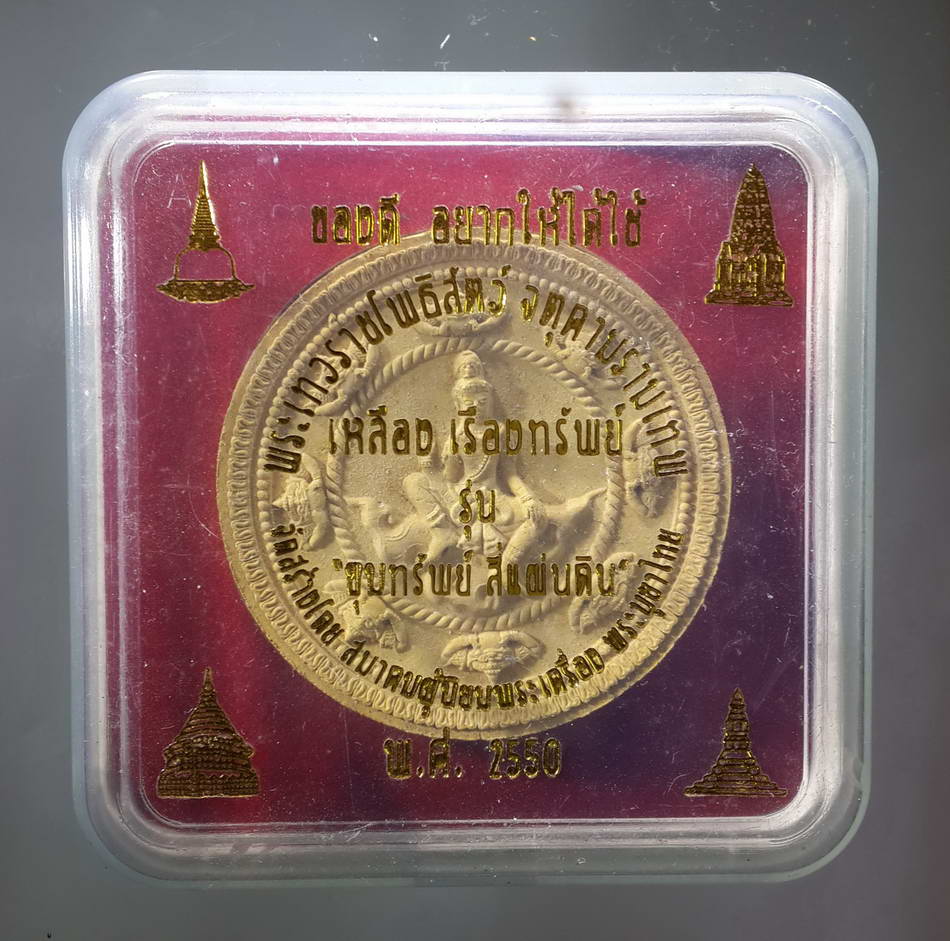 ของดี อยากให้ได้ใช้
พระเทวราชโพธิสัตว์ จตุคามรามเทพ
เหลือง เรืองทรัพย์
รุ่น
"ขุมทรัพย์ สี่แผ่นดิน"
จัดสร้างโดย สมาคมผู้นิยมพระเครื่อง พระบูชาไทย
พ.ศ. 2550